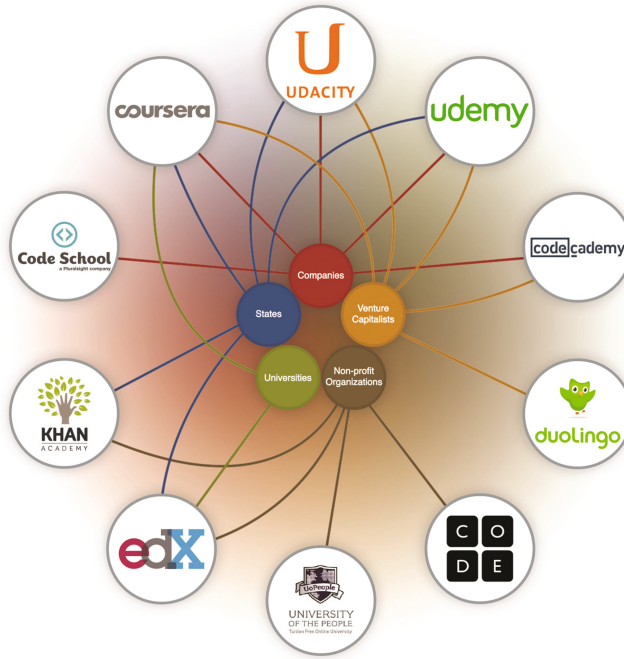 UDACITY
coursera
udemy
Code School
a Pluralsight company
codecademy
Companies
States
Venture
Capitalists
Universities
Non-profit
Organizations
KHAN
ACADEMY
duolingo
edX
CODE
UoPeople
UNIVERSITY
OF THE PEOPLE
Tuition Free Online University